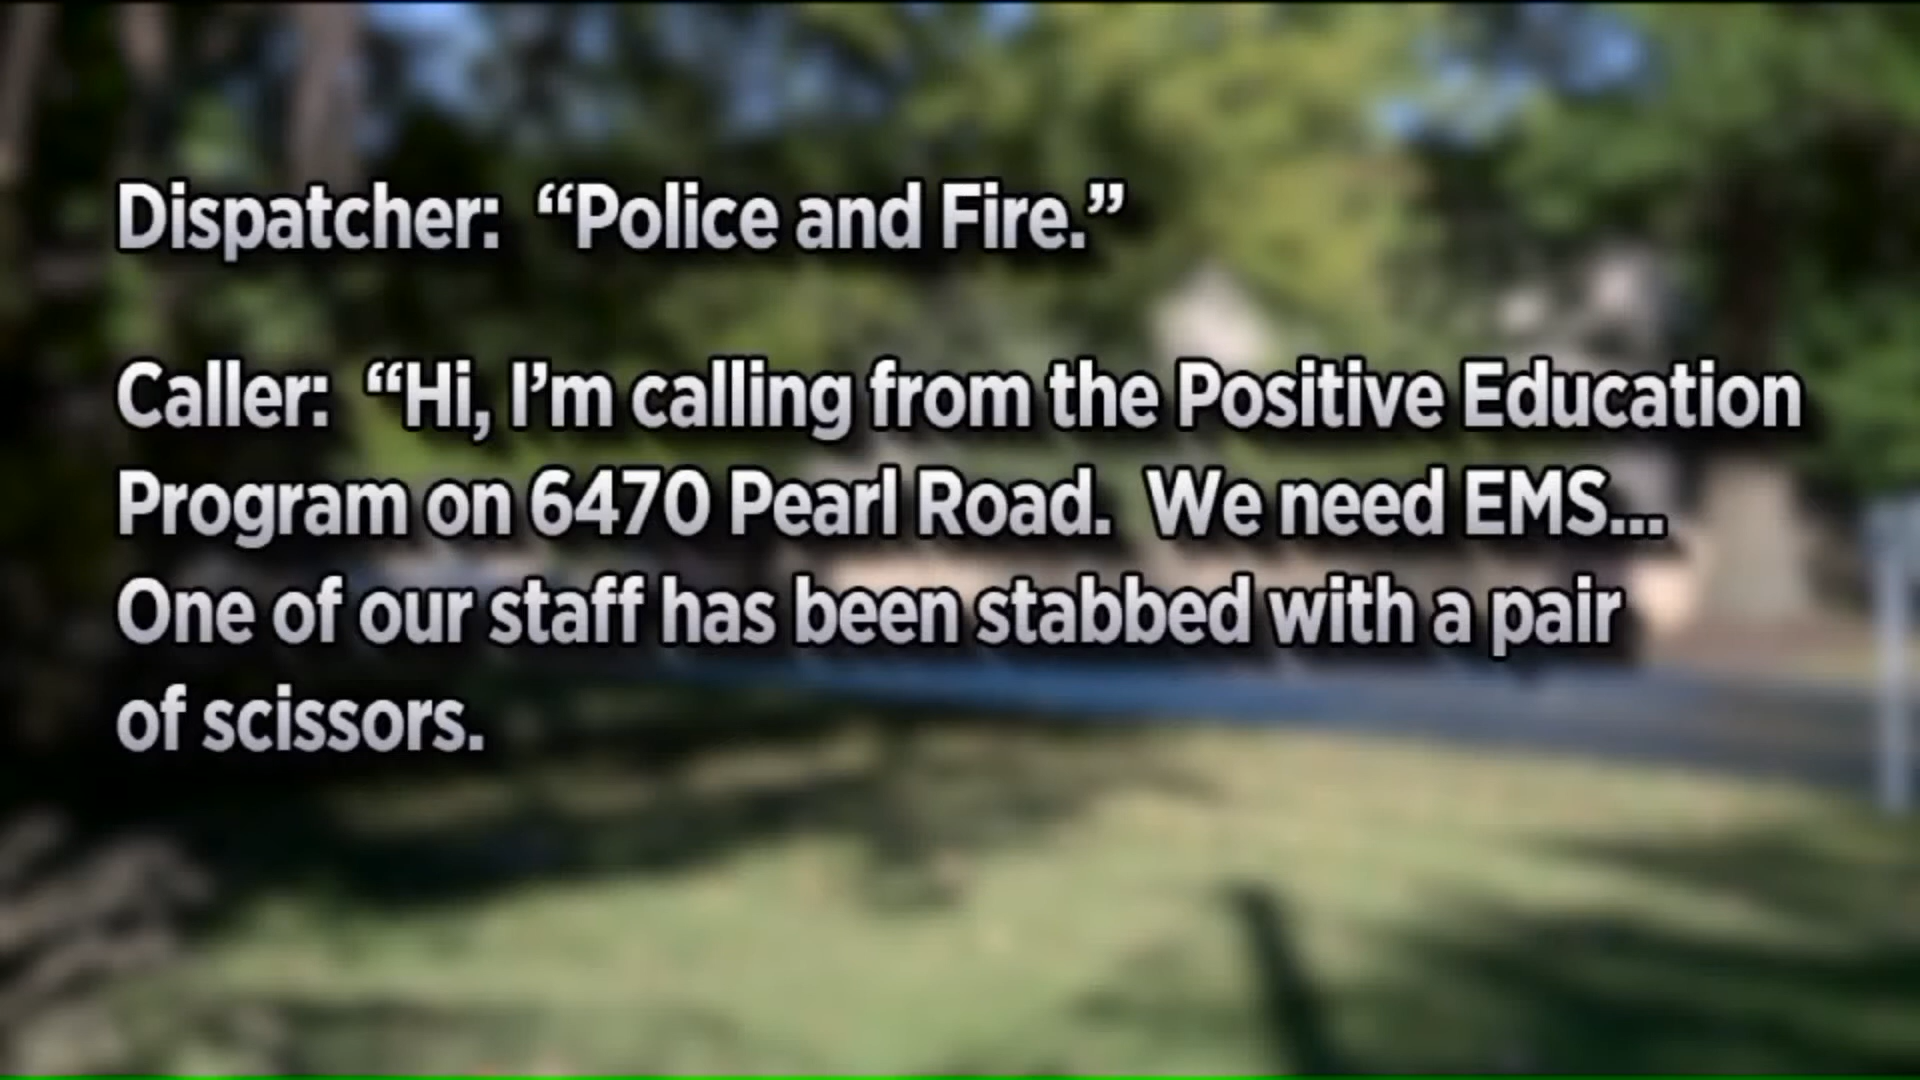 Dispatcher:  “Police and Fire.”
Caller:  “Hi, I’m calling from the Positive Education
Program on 6470 Pearl Road.  We need EMS...
One of our staff has been stabbed with a pair
of scissors.